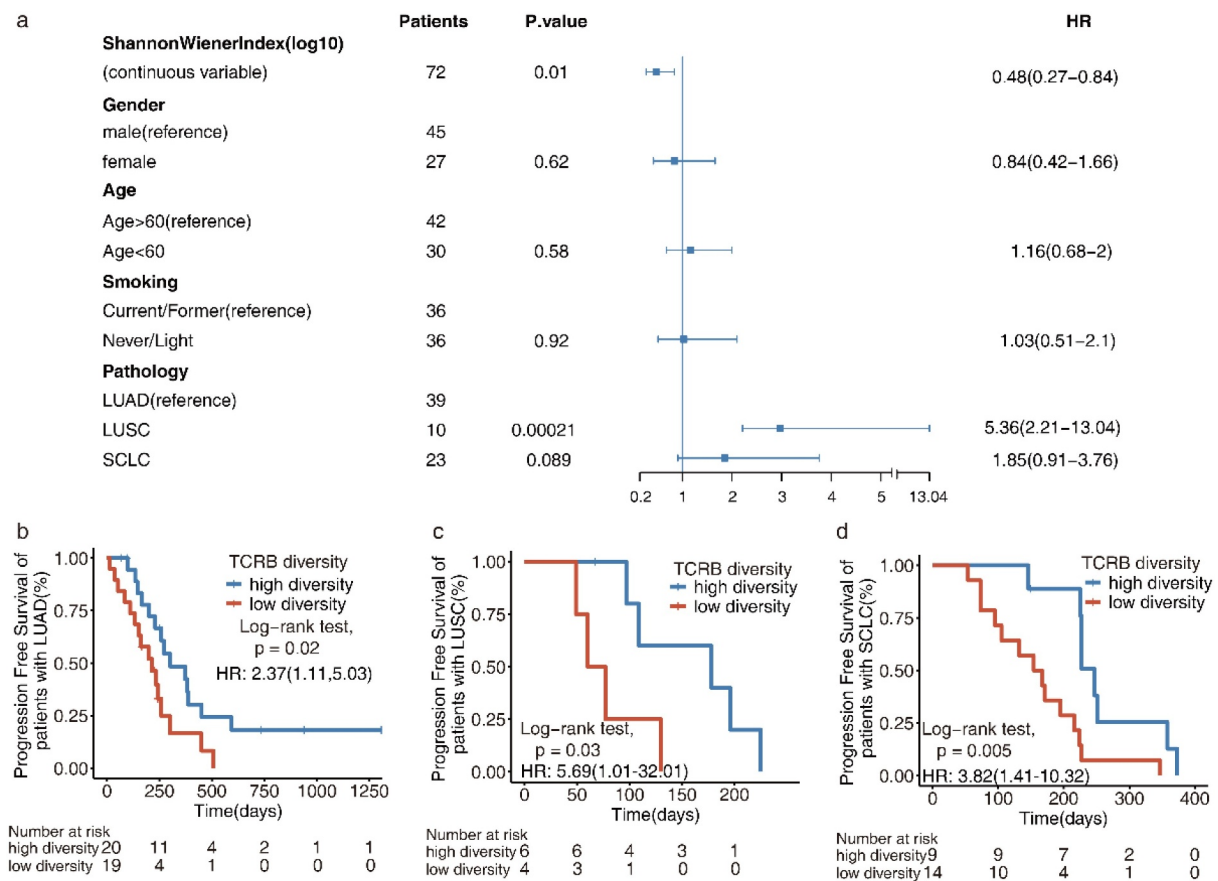 a
Patients P.value HR
ShannonWienerIndex(log10)
(continuous variable) 72 0.01 0.48(0.27−0.84)
Gender
male(reference) 45
female 27 0.62 0.84(0.42−1.66)
Age
Age>60(reference) 42
Age<60 30 0.58 1.16(0.68−2)
Smoking
Current/Former(reference) 36
Never/Light 36 0.92 1.03(0.51−2.1)
Pathology
LUAD(reference) 39
LUSC 10 0.00021 5.36(2.21−13.04)
SCLC 23 0.089 1.85(0.91−3.76)
0.2 1 2 3 4 5 13.04
b
Progression Free Survival of
patients with LUAD(%)
1.00
0.75
0.50
0.25
0.00
TCRB diversity
high diversity
low diversity
Log−rank test,
p = 0.02
HR: 2.37(1.11,5.03)
0 250 500 750 1000 1250
Time(days)
Number at risk
high diversity 20 11 4 2 1 1
low diversity 19 4 1 0 0 0
c
Progression Free Survival of
patients with LUSC(%)
1.00
0.75
0.50
0.25
0.00
TCRB diversity
high diversity
low diversity
Log−rank test,
p = 0.03
HR: 5.69(1.01-32.01)
0 50 100 150 200
Time(days)
Number at risk
high diversity 6 6 4 3 1
low diversity 4 3 1 0 0
d
Progression Free Survival of
patients with SCLC(%)
1.00
0.75
0.50
0.25
0.00
TCRB diversity
high diversity
low diversity
Log−rank test,
p = 0.005
HR: 3.82(1.41-10.32)
0 100 200 300 400
Time(days)
Number at risk
high diversity 9 9 7 2 0
low diversity 14 10 4 1 0